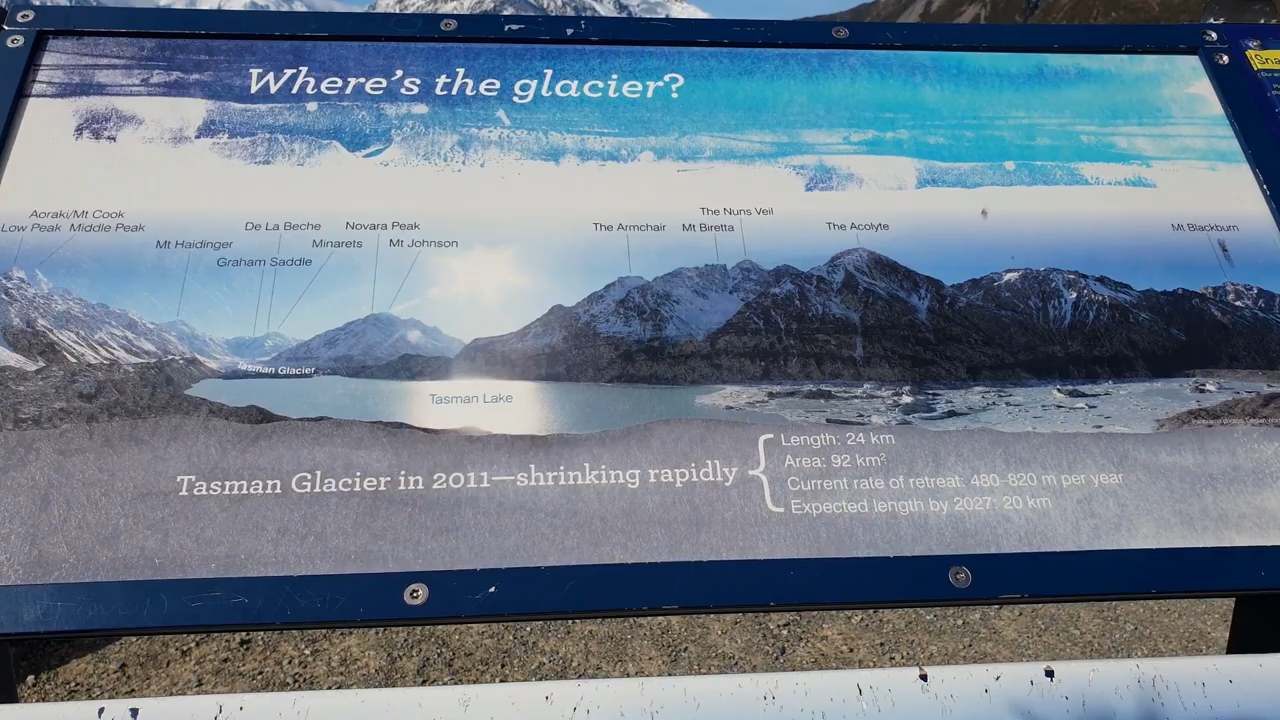 Where's the glacier?
Sna
Aoraki/Mt Cook
Low Peak Middle Peak
Mt Haidinger
De La Beche
Graham Saddle
Minarets
Novara Peak
Mt Johnson
The Armchair
Mt Biretta
The Nuns Veil
The Acolyte
Mt Blackburn
Tasman Glacier
Tasman Lake
Tasman Glacier in 2011—shrinking rapidly
Length: 24 km
Area: 92 km²
Current rate of retreat: 480–820 m per year
Expected length by 2027: 20 km